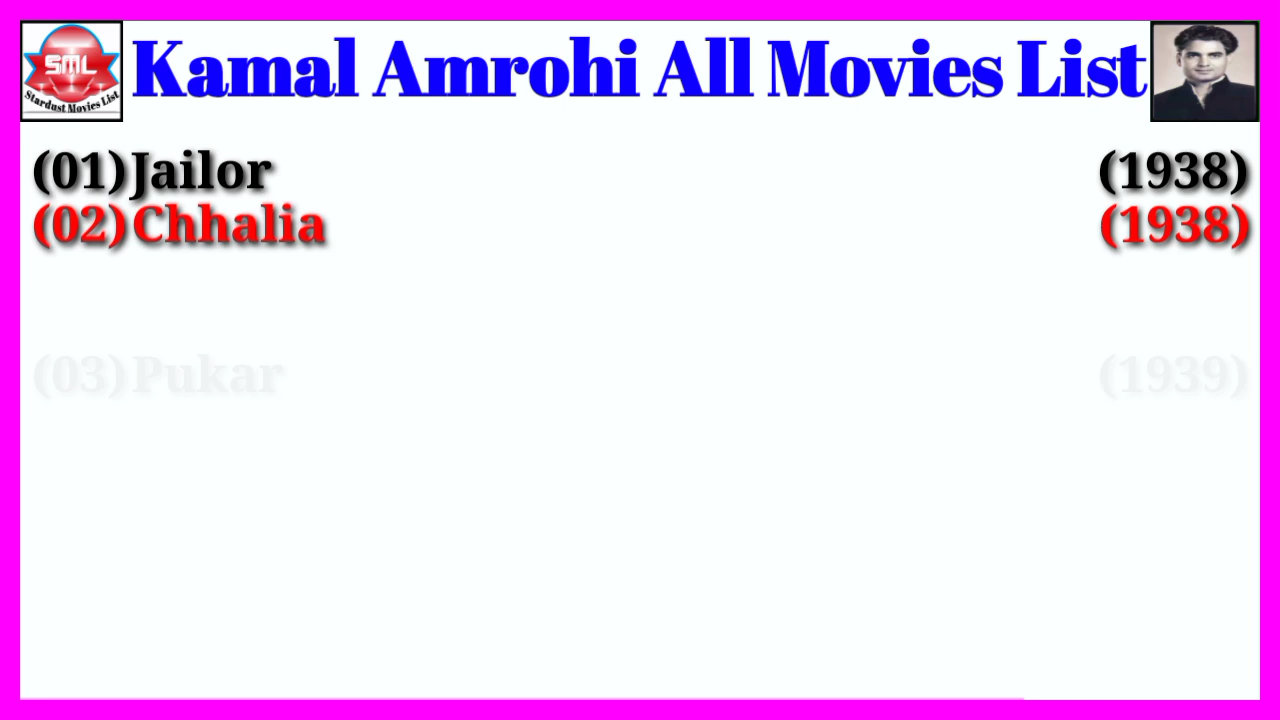 SML
Stardust Movies List
Kamal Amrohi All Movies List
(01) Jailor (1938)
(02) Chhalia (1938)
(03) Pukar (1939)